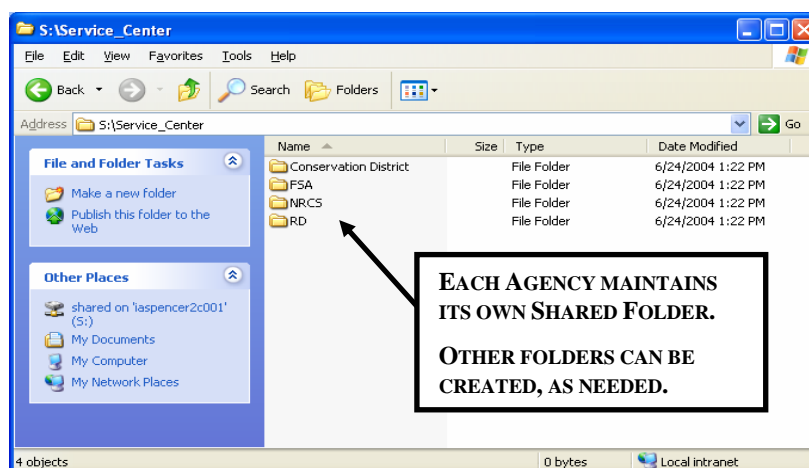 S:\Service_Center
File Edit View Favorites Tools Help
Back Search Folders
Address S:\Service_Center Go
Name Size Type Date Modified
File and Folder Tasks
Make a new folder
Publish this folder to the
Web
Other Places
shared on 'iaspencer2c001'
(S:)
My Documents
My Computer
My Network Places
Conservation District File Folder 6/24/2004 1:22 PM
FSA File Folder 6/24/2004 1:22 PM
NRCS File Folder 6/24/2004 1:22 PM
RD File Folder 6/24/2004 1:22 PM
EACH AGENCY MAINTAINS
ITS OWN SHARED FOLDER.
OTHER FOLDERS CAN BE
CREATED, AS NEEDED.
4 objects 0 bytes Local intranet